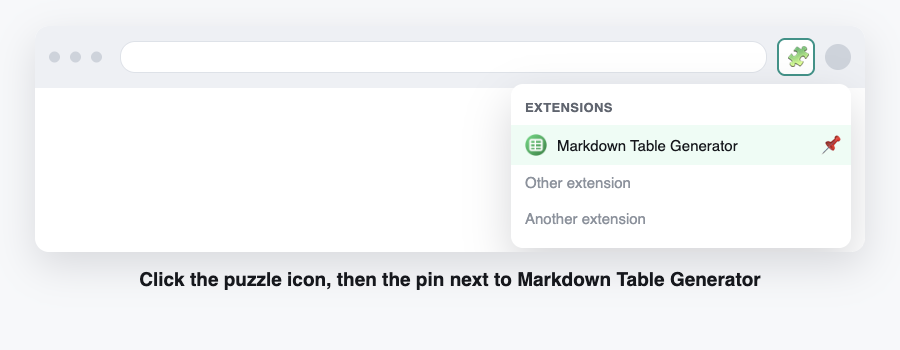 EXTENSIONS
Markdown Table Generator
Other extension
Another extension
Click the puzzle icon, then the pin next to Markdown Table Generator